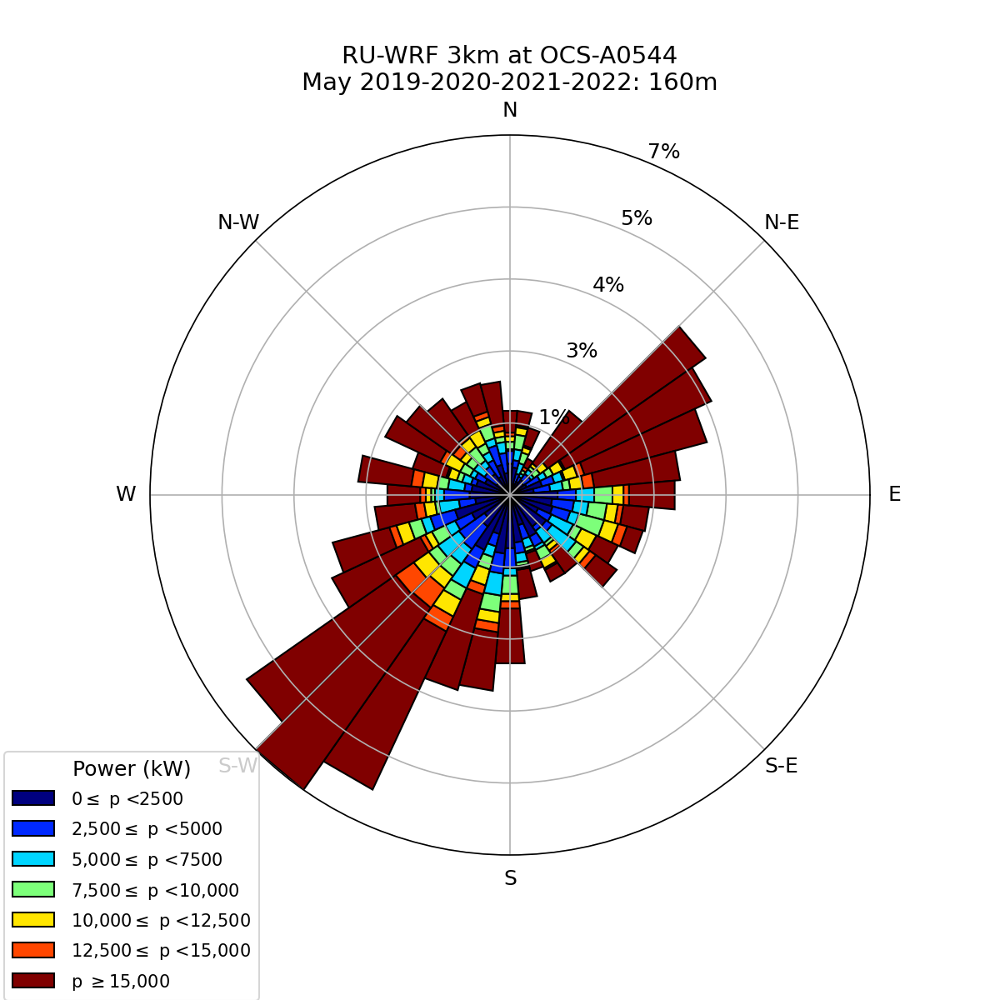 RU-WRF 3km at OCS-A0544
May 2019-2020-2021-2022: 160m
N
7%
N-W
N-E
5%
4%
3%
1%
W
E
S-W
S-E
S
Power (kW)
0≤ p <2500
2,500≤ p <5000
5,000≤ p <7500
7,500≤ p <10,000
10,000≤ p <12,500
12,500≤ p <15,000
p ≥15,000